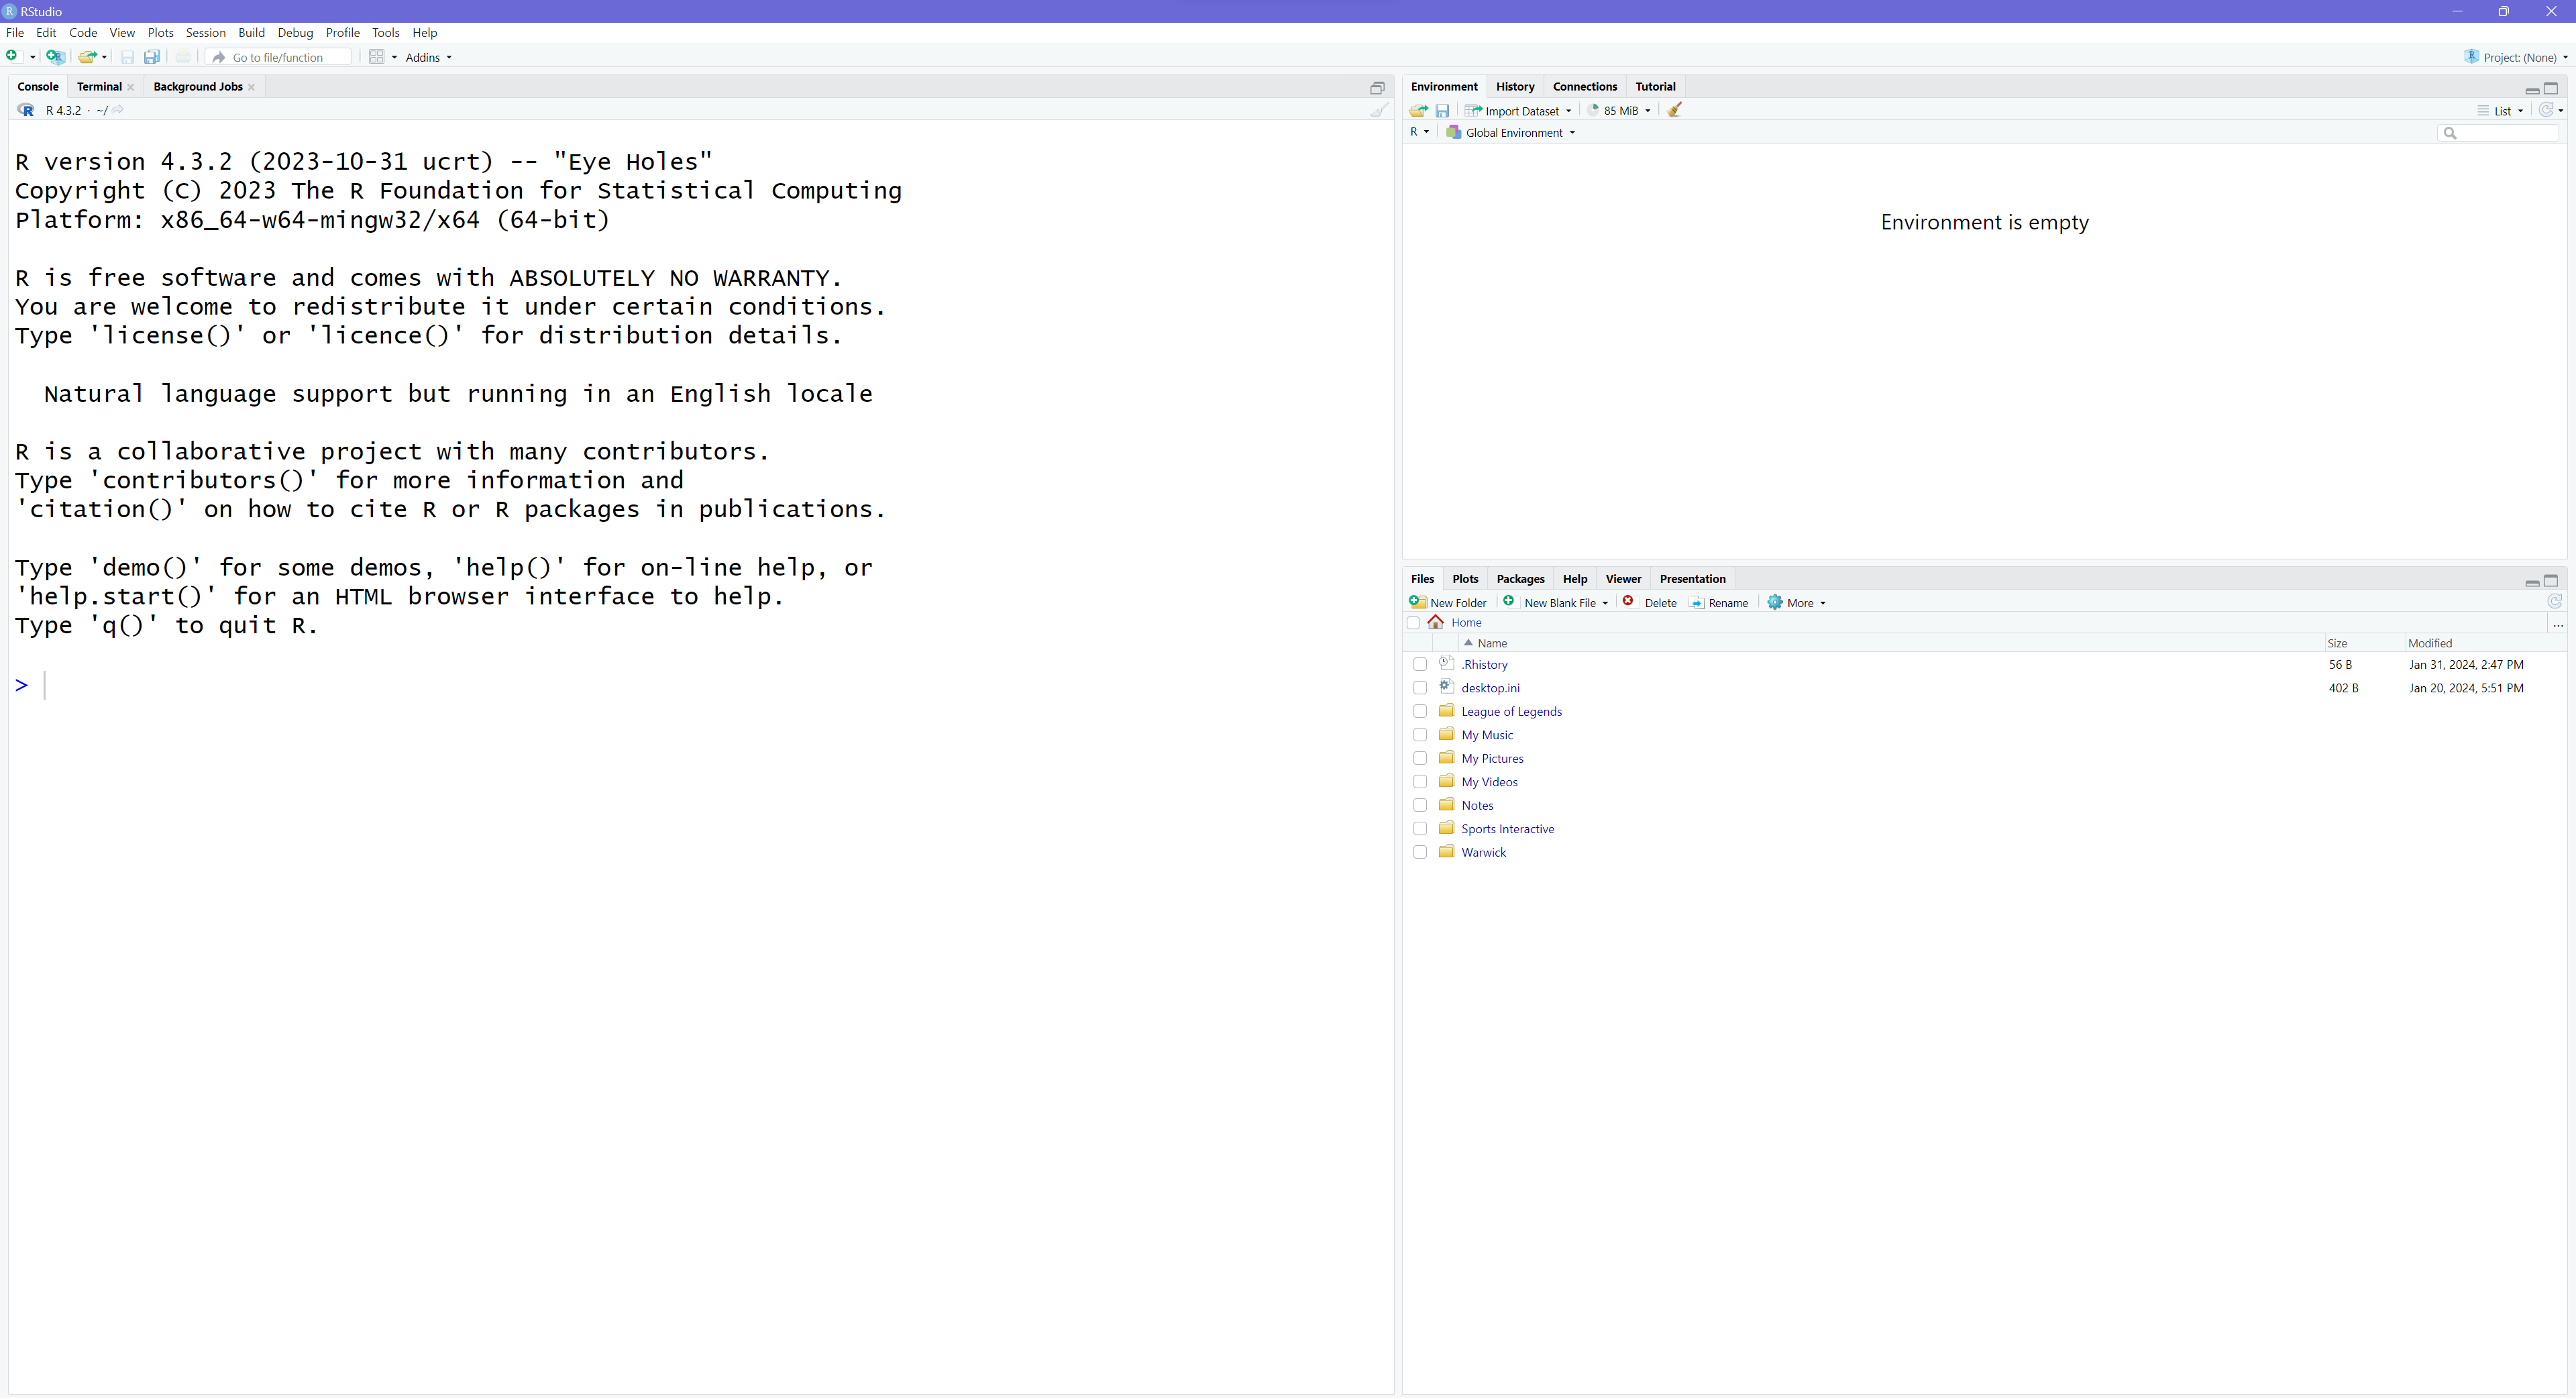 RStudio
File Edit Code View Plots Session Build Debug Profile Tools Help
Go to file/function Addins Project: (None)
Console Terminal Background Jobs
R 4.3.2 · ~/
R version 4.3.2 (2023-10-31 ucrt) -- "Eye Holes"
Copyright (C) 2023 The R Foundation for Statistical Computing
Platform: x86_64-w64-mingw32/x64 (64-bit)
R is free software and comes with ABSOLUTELY NO WARRANTY.
You are welcome to redistribute it under certain conditions.
Type 'license()' or 'licence()' for distribution details.
Natural language support but running in an English locale
R is a collaborative project with many contributors.
Type 'contributors()' for more information and
'citation()' on how to cite R or R packages in publications.
Type 'demo()' for some demos, 'help()' for on-line help, or
'help.start()' for an HTML browser interface to help.
Type 'q()' to quit R.
>
Environment History Connections Tutorial
Import Dataset 85 MiB List
R Global Environment
Environment is empty
Files Plots Packages Help Viewer Presentation
New Folder New Blank File Delete Rename More
Home ...
Name Size Modified
.Rhistory 56 B Jan 31, 2024, 2:47 PM
desktop.ini 402 B Jan 20, 2024, 5:51 PM
League of Legends
My Music
My Pictures
My Videos
Notes
Sports Interactive
Warwick